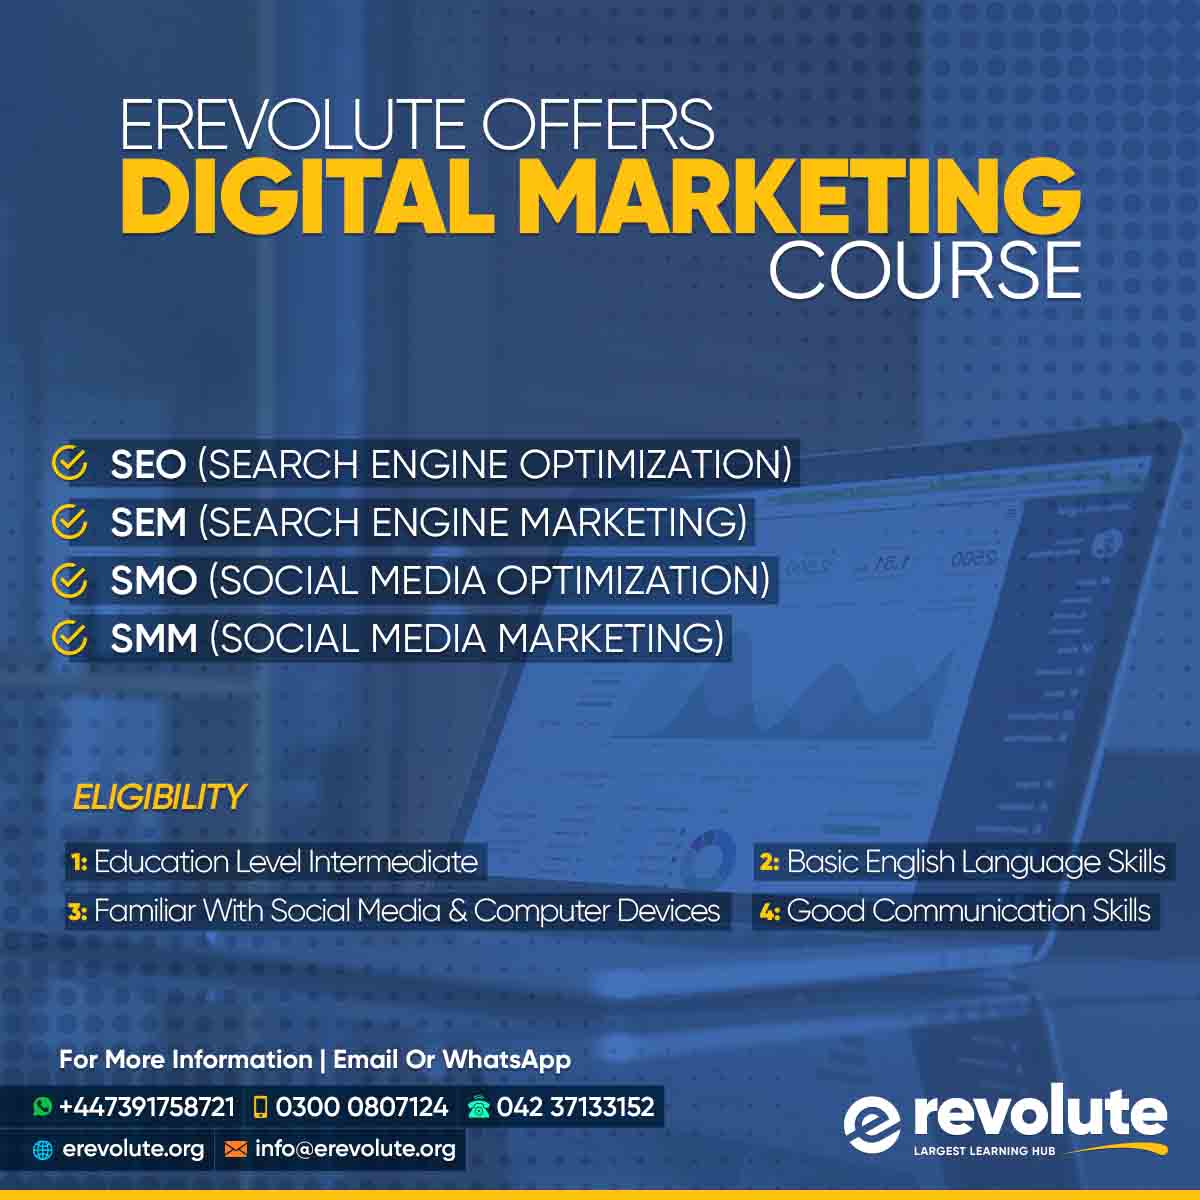 EREVOLUTE OFFERS
DIGITAL MARKETING
COURSE
SEO (SEARCH ENGINE OPTIMIZATION)
SEM (SEARCH ENGINE MARKETING)
SMO (SOCIAL MEDIA OPTIMIZATION)
SMM (SOCIAL MEDIA MARKETING)
ELIGIBILITY
1: Education Level Intermediate
2: Basic English Language Skills
3: Familiar With Social Media & Computer Devices
4: Good Communication Skills
For More Information | Email Or WhatsApp
+447391758721 0300 0807124 042 37133152
erevolute.org info@erevolute.org
e revolute
LARGEST LEARNING HUB